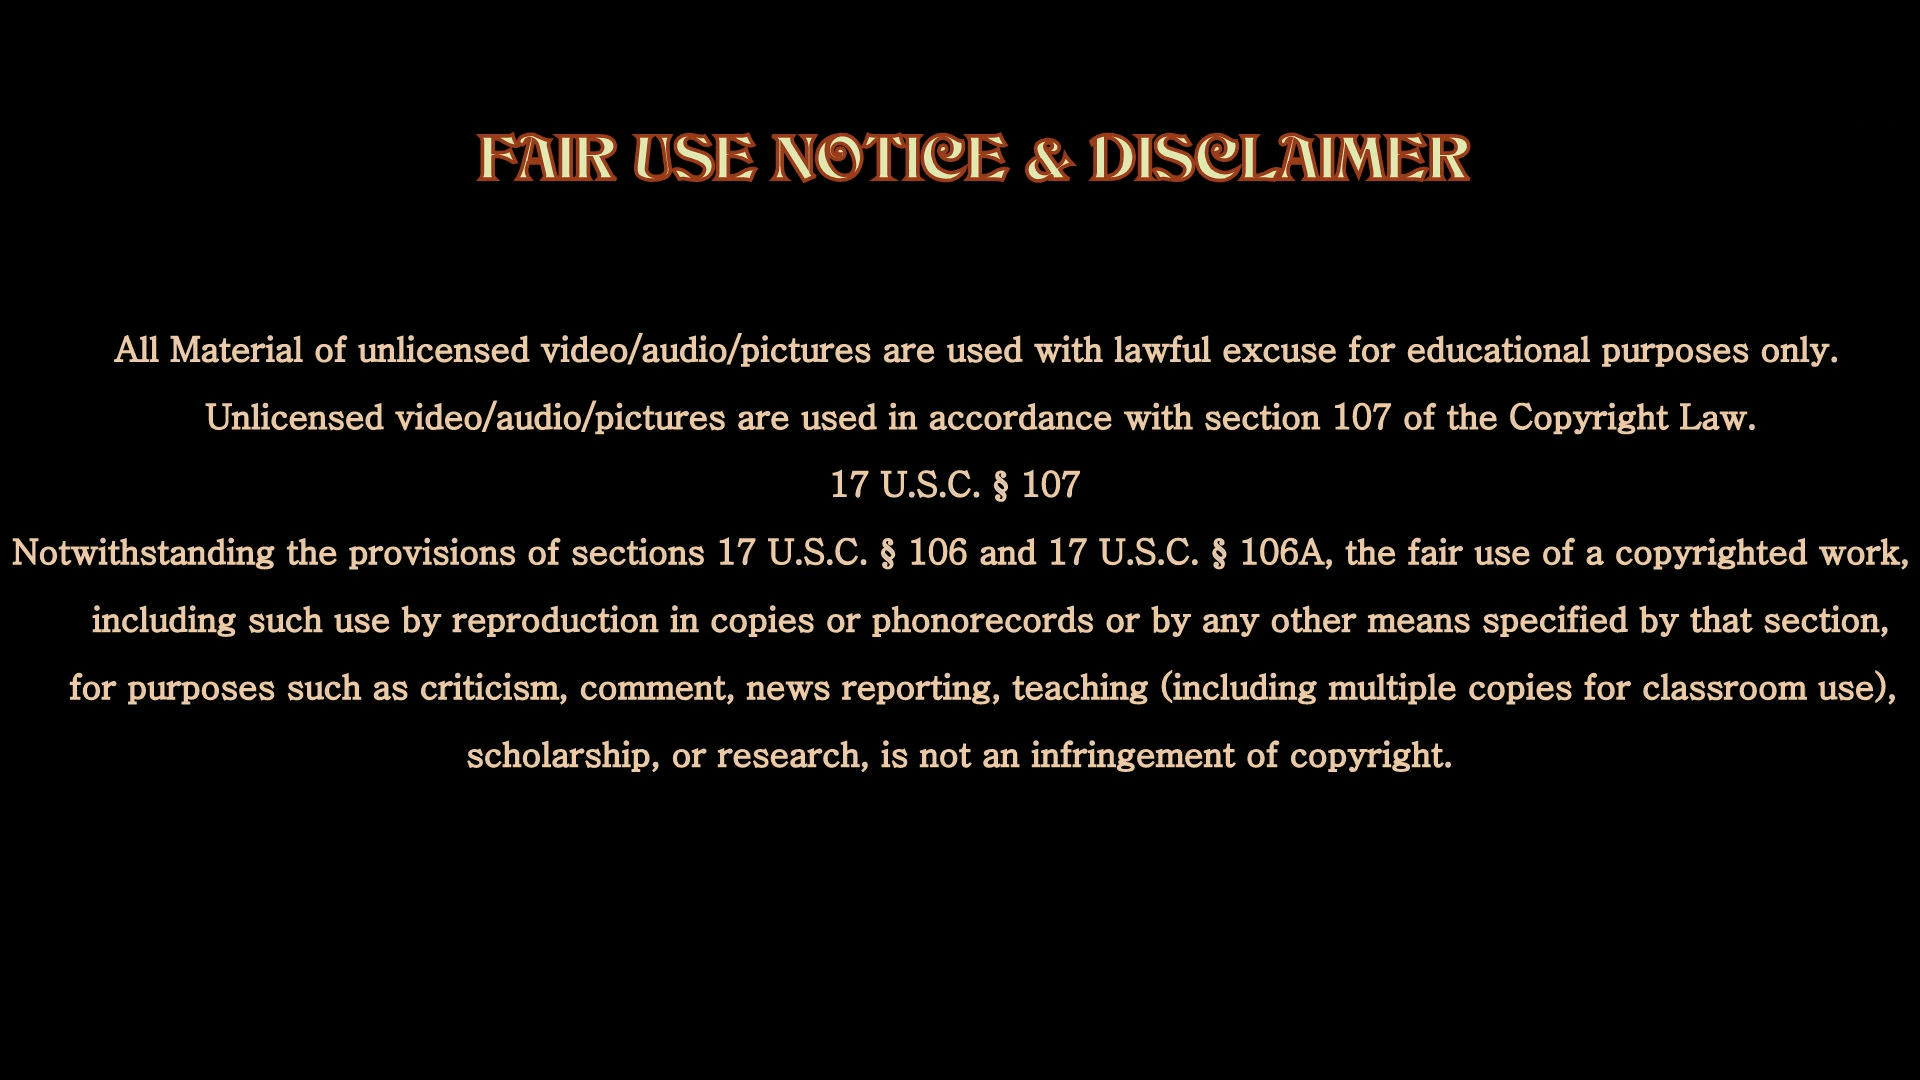 FAIR USE NOTICE & DISCLAIMER
All Material of unlicensed video/audio/pictures are used with lawful excuse for educational purposes only.
Unlicensed video/audio/pictures are used in accordance with section 107 of the Copyright Law.
17 U.S.C. § 107
Notwithstanding the provisions of sections 17 U.S.C. § 106 and 17 U.S.C. § 106A, the fair use of a copyrighted work,
including such use by reproduction in copies or phonorecords or by any other means specified by that section,
for purposes such as criticism, comment, news reporting, teaching (including multiple copies for classroom use),
scholarship, or research, is not an infringement of copyright.